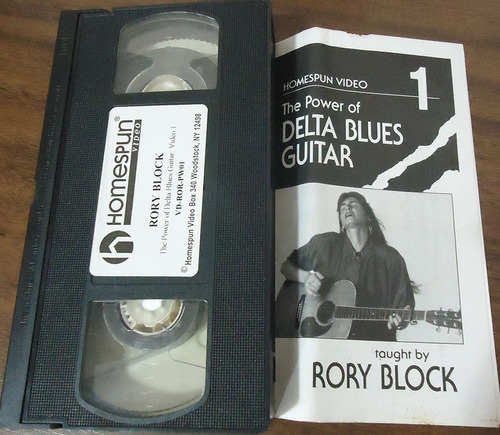 Homespun®
VIDEO
RORY BLOCK
The Power of Delta Blues Guitar Video 1
VD-ROR-PW01
© Homespun Video Box 340 Woodstock, NY 12498
HOMESPUN VIDEO
1
The Power of
DELTA BLUES
GUITAR
taught by
RORY BLOCK